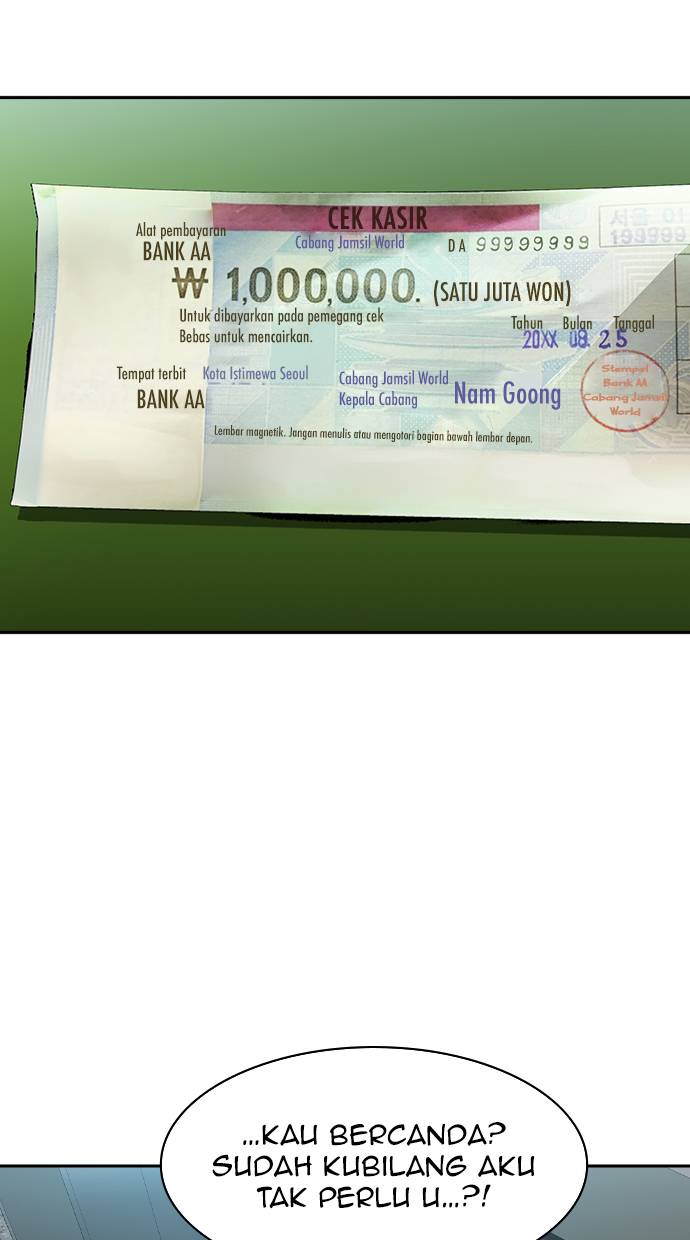 CEK KASIR
Alat pembayaran
BANK AA
Cabang Jamsil World
DA 99999999
서울 01
₩ 1,000,000. (SATU JUTA WON)
Untuk dibayarkan pada pemegang cek
Bebas untuk mencairkan.
Tahun Bulan Tanggal
20XX 08. 25
Tempat terbit Kota Istimewa Seoul
BANK AA
Cabang Jamsil World
Kepala Cabang
Nam Goong
Stempel
Bank AA
Cabang Jamsil
World
Lembar magnetik. Jangan menulis atau mengotori bagian bawah lembar depan.
...KAU BERCANDA?
SUDAH KUBILANG AKU
TAK PERLU U...?!